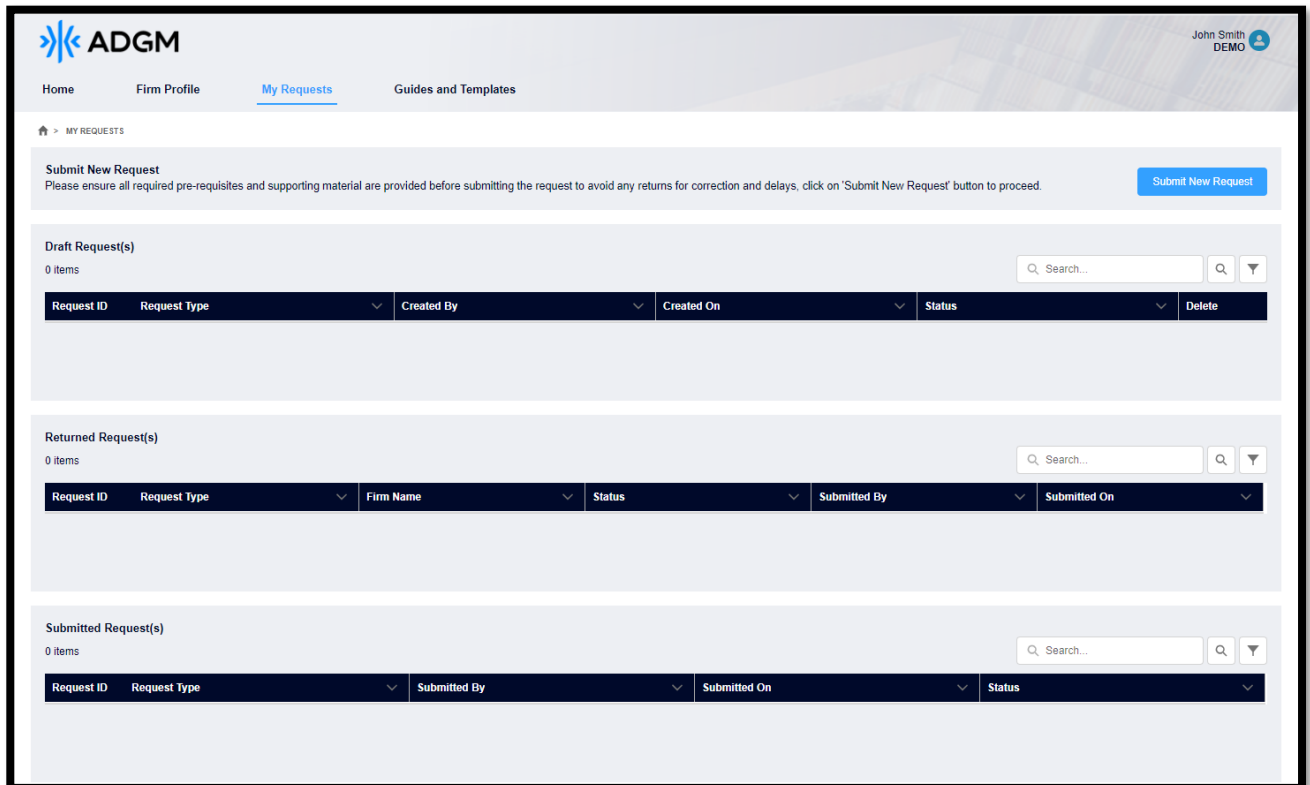 ADGM
John Smith
DEMO
Home Firm Profile My Requests Guides and Templates
> MY REQUESTS
Submit New Request
Please ensure all required pre-requisites and supporting material are provided before submitting the request to avoid any returns for correction and delays, click on 'Submit New Request' button to proceed.
Submit New Request
Draft Request(s)
0 items
Search...
Request ID Request Type Created By Created On Status Delete
Returned Request(s)
0 items
Search...
Request ID Request Type Firm Name Status Submitted By Submitted On
Submitted Request(s)
0 items
Search...
Request ID Request Type Submitted By Submitted On Status